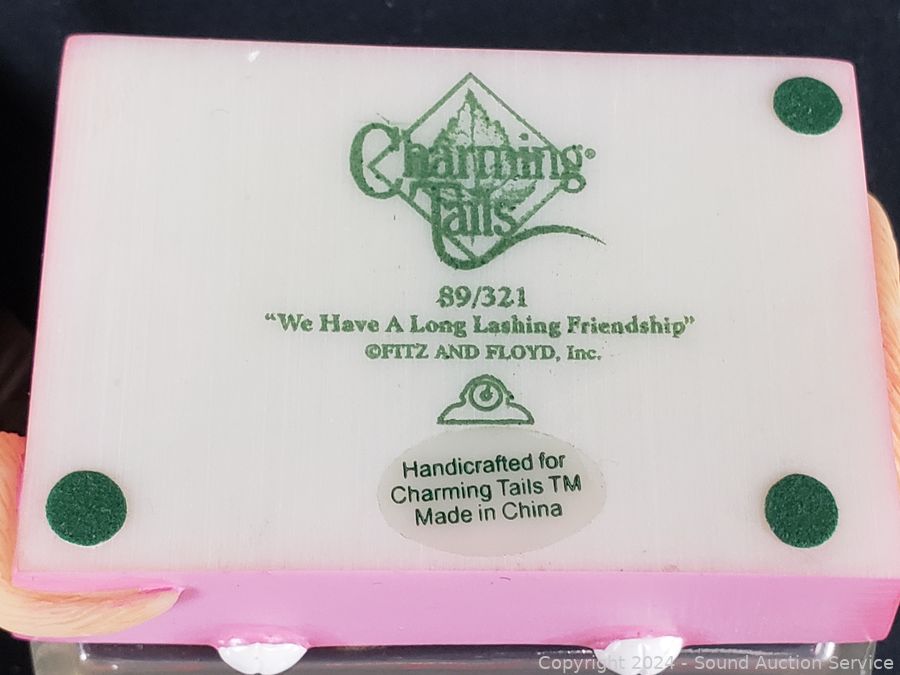 Charming®
Tails
89/321
“We Have A Long Lashing Friendship”
©FITZ AND FLOYD, Inc.
Handicrafted for
Charming Tails TM
Made in China
Copyright 2024 - Sound Auction Service